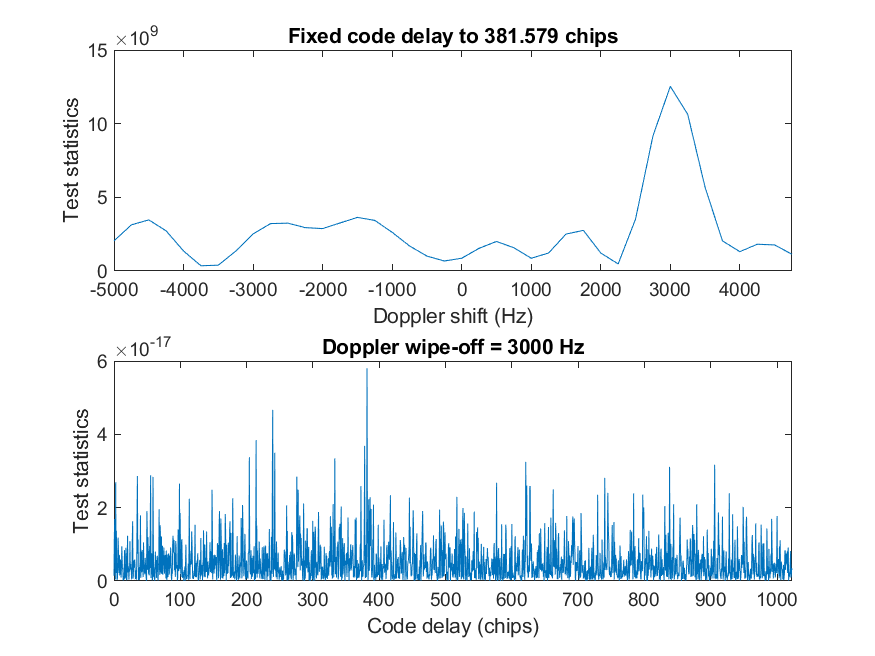 ×10^9
Fixed code delay to 381.579 chips
15
10
5
0
Test statistics
-5000 -4000 -3000 -2000 -1000 0 1000 2000 3000 4000
Doppler shift (Hz)
×10^-17
Doppler wipe-off = 3000 Hz
6
4
2
0
Test statistics
0 100 200 300 400 500 600 700 800 900 1000
Code delay (chips)